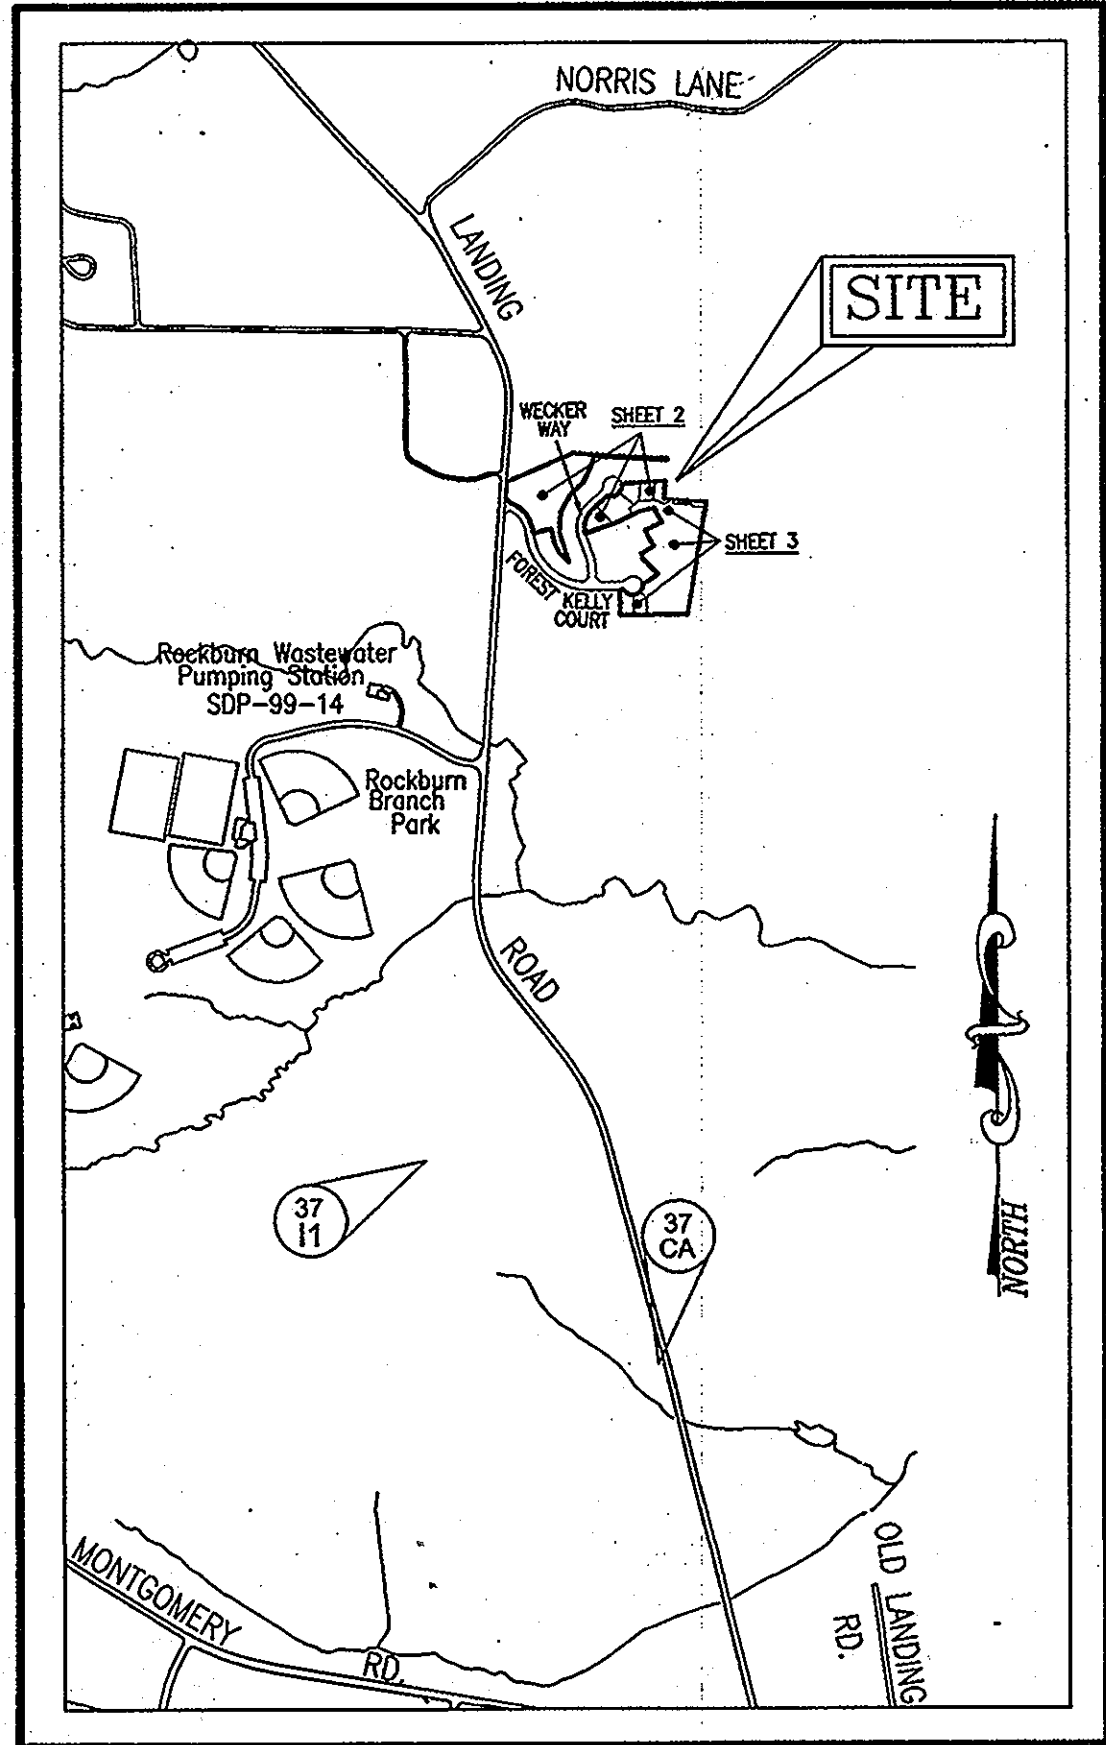 NORRIS LANE
LANDING
SITE
WECKER
WAY
SHEET 2
SHEET 3
FOREST KELLY
COURT
Rockburn Wastewater
Pumping Station
SDP-99-14
Rockburn
Branch
Park
ROAD
37
I1
37
CA
NORTH
OLD LANDING
RD.
MONTGOMERY
RD.